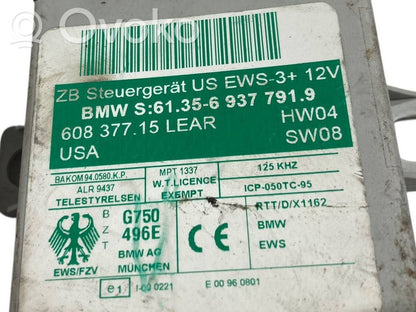 OVOKO
ZB Steuergerät US EWS-3+ 12V
BMW S:61.35-6 937 791.9
608 377.15 LEAR HW04
USA SW08
BAKOM 94.0580.K.P.
ALR 9437
TELESTYRELSEN
MPT 1337
W.T.LICENCE
EXEMPT
125 KHZ
ICP-050TC-95
RTT/D/X1162
BMW
EWS
B
Z
T
G750
496E
BMW AG
MÜNCHEN
EWS/FZV
CE
e1
E 00 96 0801